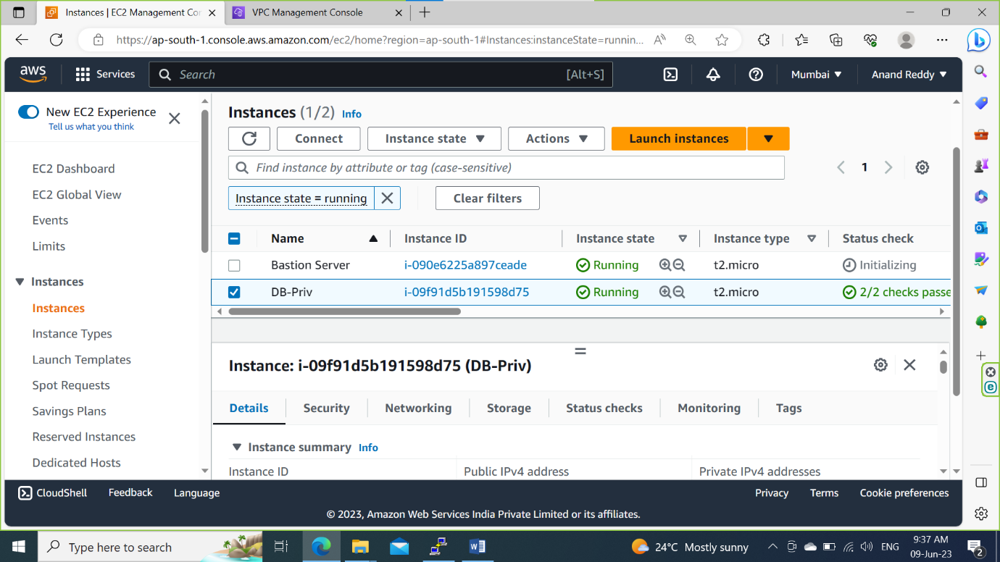 Instances | EC2 Management Cor
VPC Management Console
https://ap-south-1.console.aws.amazon.com/ec2/home?region=ap-south-1#Instances:instanceState=runnin...
aws
Services
Search
[Alt+S]
Mumbai
Anand Reddy
New EC2 Experience
Tell us what you think
EC2 Dashboard
EC2 Global View
Events
Limits
Instances
Instances
Instance Types
Launch Templates
Spot Requests
Savings Plans
Reserved Instances
Dedicated Hosts
Instances (1/2) Info
Connect
Instance state
Actions
Launch instances
Find instance by attribute or tag (case-sensitive)
1
Instance state = running
Clear filters
Name Instance ID Instance state Instance type Status check
Bastion Server i-090e6225a897ceade Running t2.micro Initializing
DB-Priv i-09f91d5b191598d75 Running t2.micro 2/2 checks passe
Instance: i-09f91d5b191598d75 (DB-Priv)
Details Security Networking Storage Status checks Monitoring Tags
Instance summary Info
Instance ID Public IPv4 address Private IPv4 addresses
CloudShell Feedback Language Privacy Terms Cookie preferences
© 2023, Amazon Web Services India Private Limited or its affiliates.
Type here to search
24°C Mostly sunny
ENG
9:37 AM
09-Jun-23
2